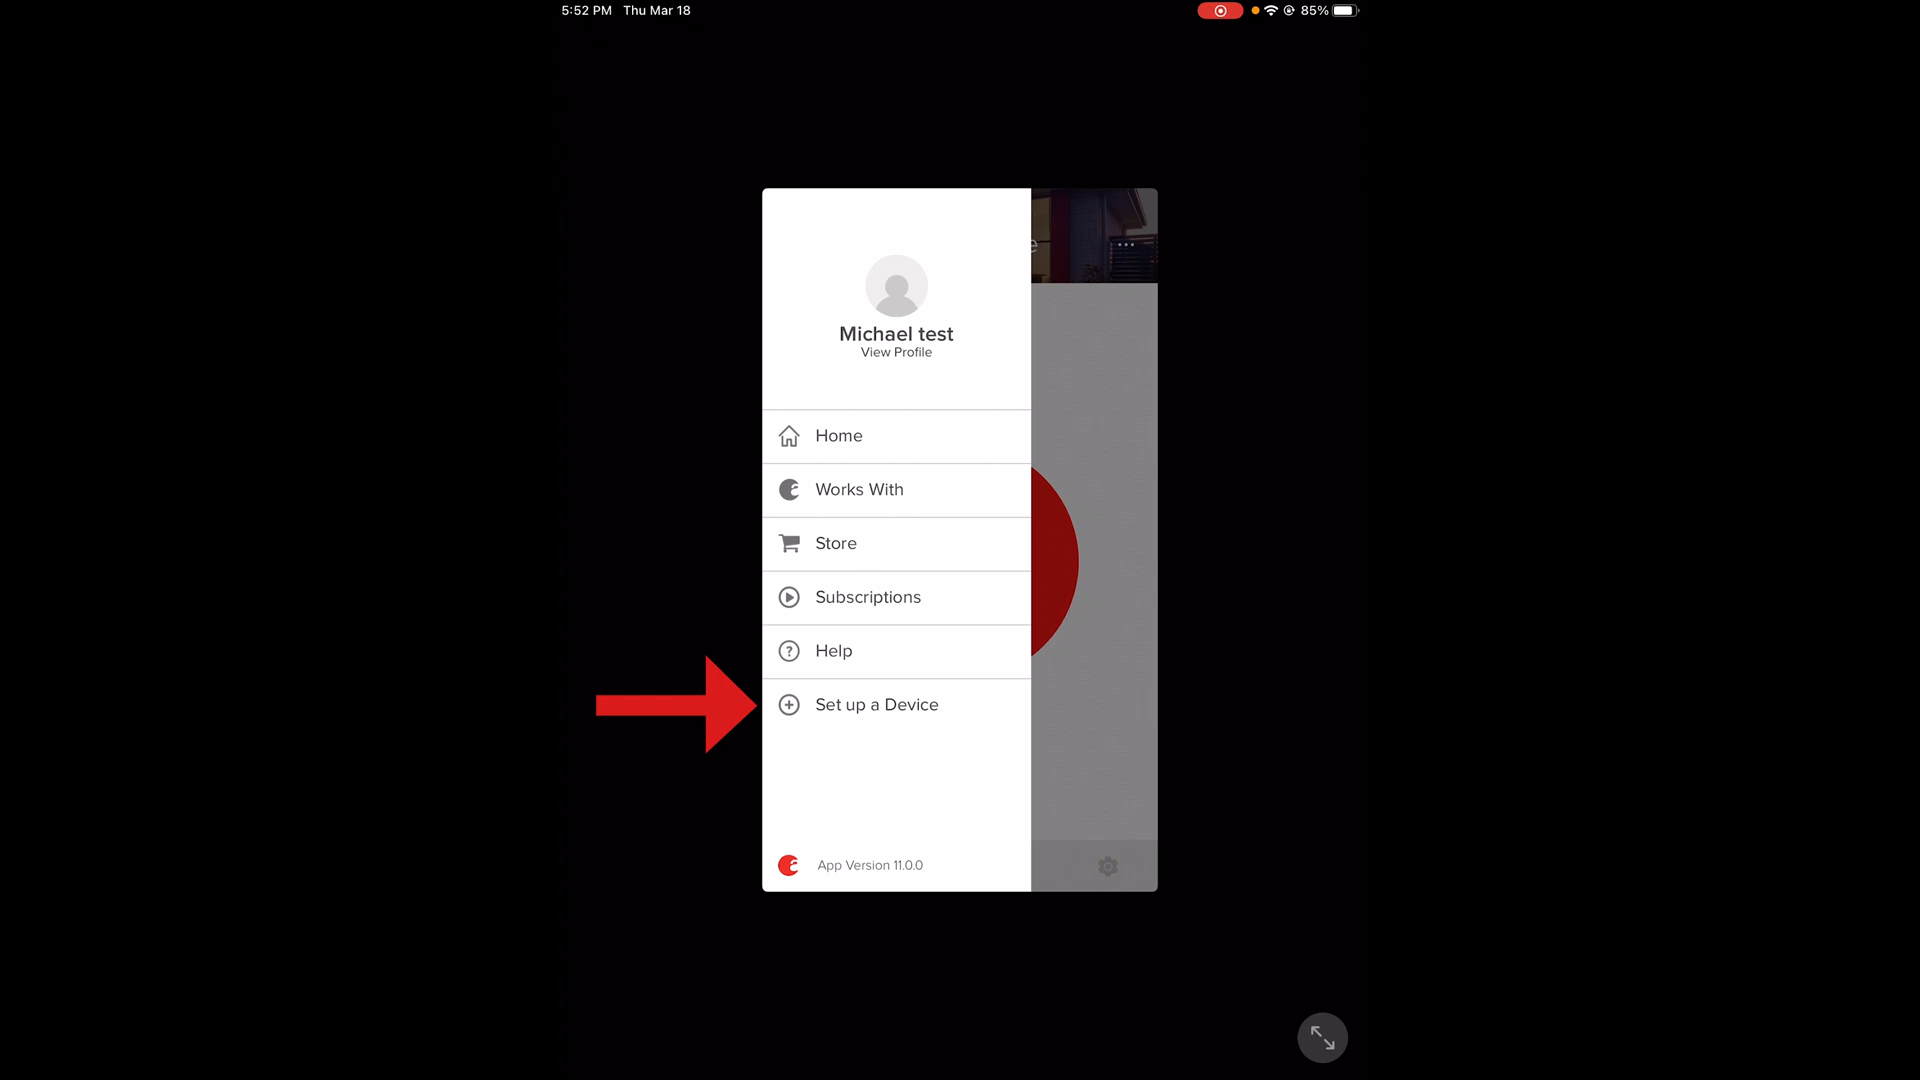 5:52 PM Thu Mar 18
85%
e
Michael test
View Profile
Home
Works With
Store
Subscriptions
Help
Set up a Device
App Version 11.0.0